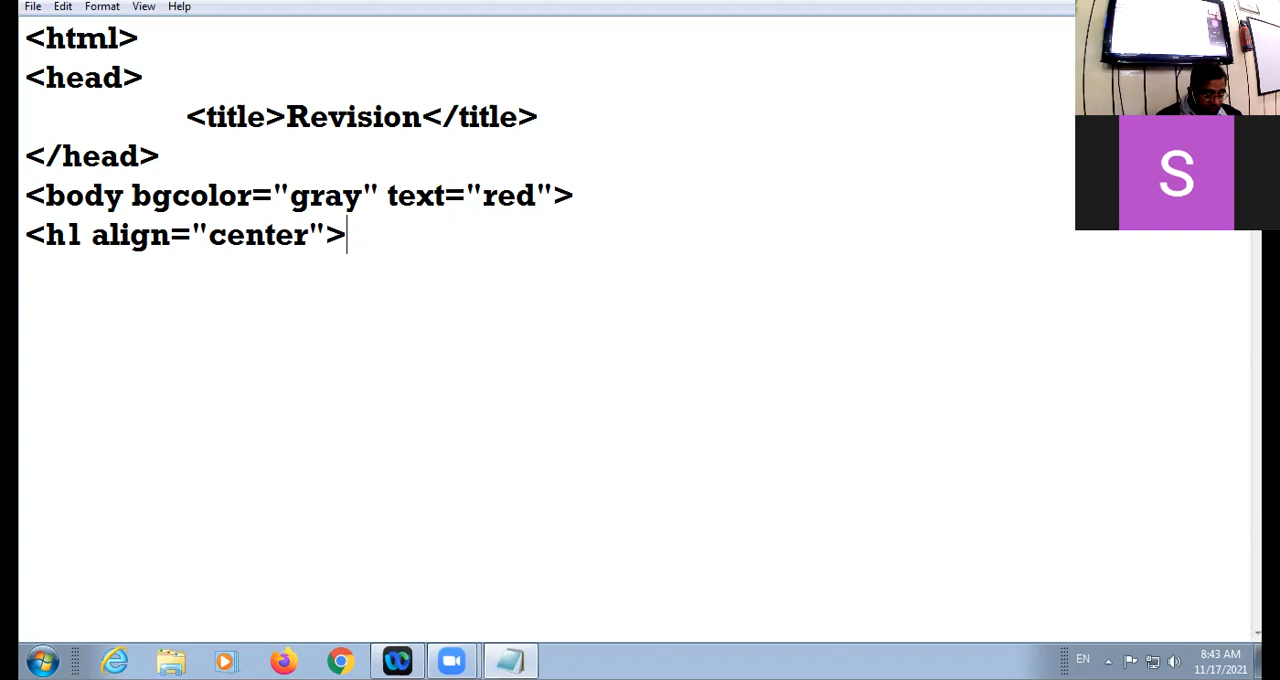 File Edit Format View Help
<html>
<head>
<title>Revision</title>
</head>
<body bgcolor="gray" text="red">
<h1 align="center">
S
EN
8:43 AM
11/17/2021